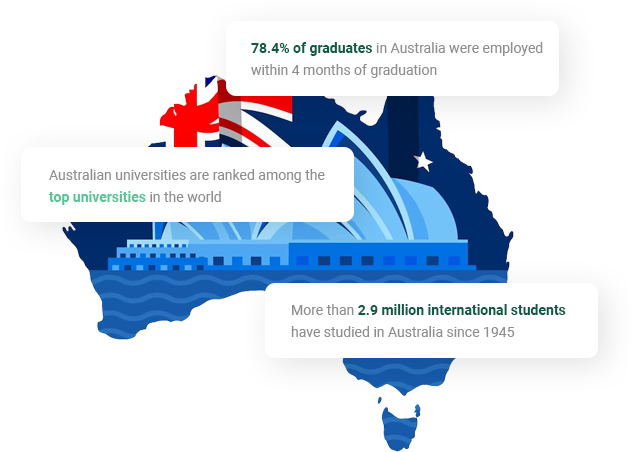 78.4% of graduates in Australia were employed
within 4 months of graduation
Australian universities are ranked among the
top universities in the world
More than 2.9 million international students
have studied in Australia since 1945